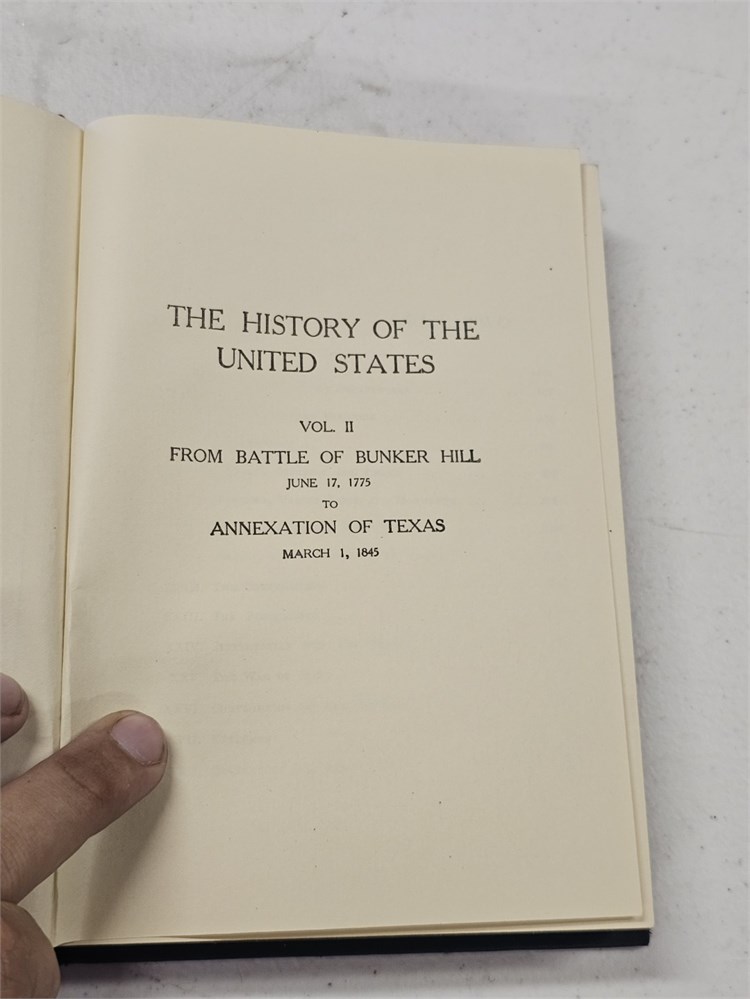 THE HISTORY OF THE
UNITED STATES
VOL. II
FROM BATTLE OF BUNKER HILL
JUNE 17, 1775
TO
ANNEXATION OF TEXAS
MARCH 1, 1845